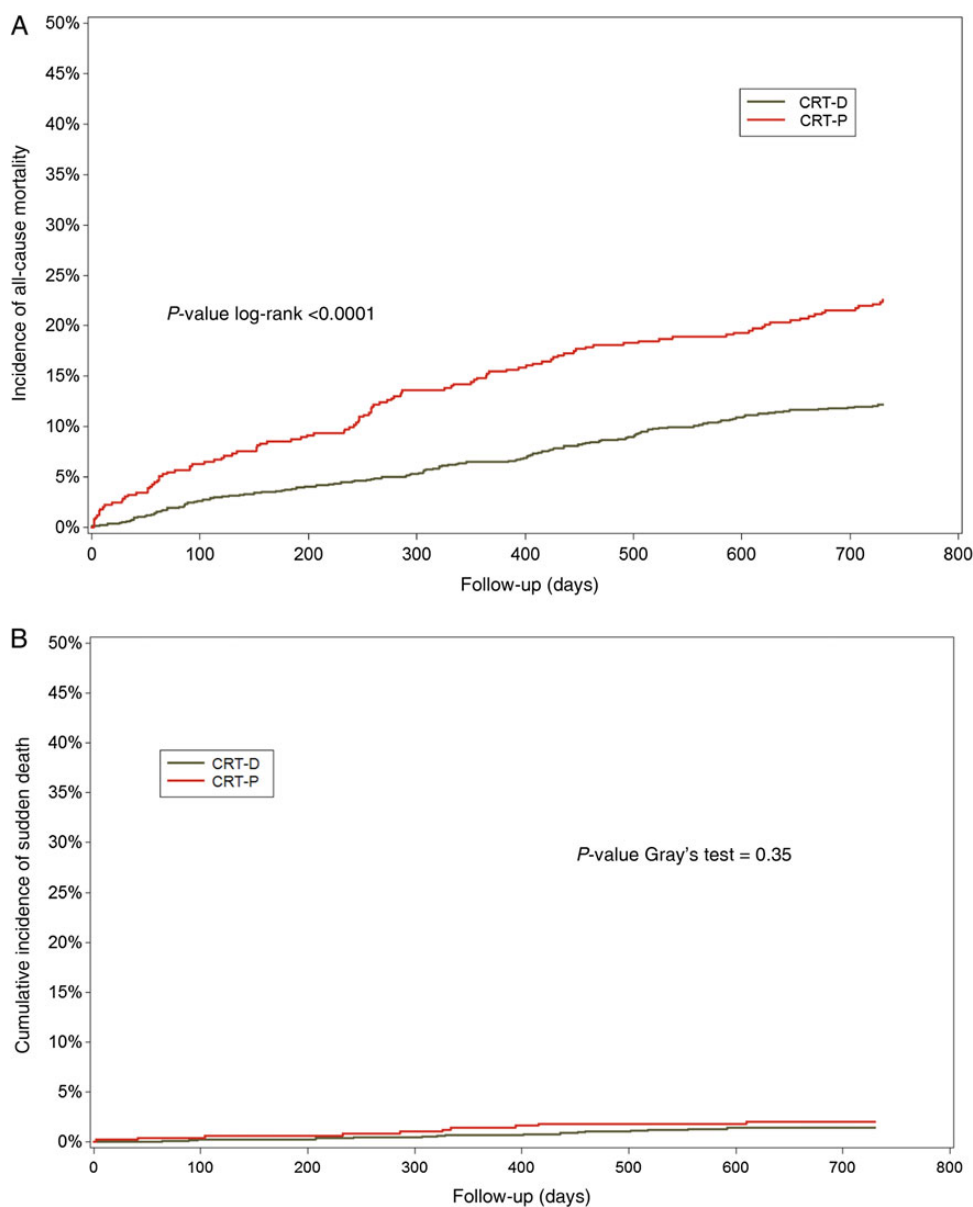 A
50%
45%
40%
35%
30%
25%
20%
15%
10%
5%
0%
Incidence of all-cause mortality
CRT-D
CRT-P
P-value log-rank <0.0001
0 100 200 300 400 500 600 700 800
Follow-up (days)
B
50%
45%
40%
35%
30%
25%
20%
15%
10%
5%
0%
Cumulative incidence of sudden death
CRT-D
CRT-P
P-value Gray's test = 0.35
0 100 200 300 400 500 600 700 800
Follow-up (days)